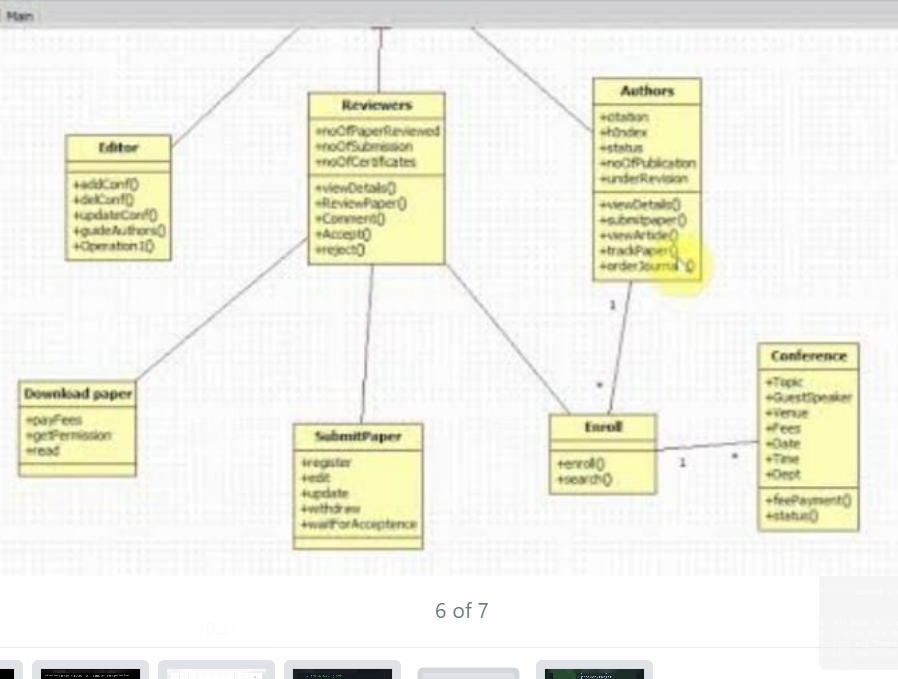 Main
Editor
+addConf()
+delConf()
+updateConf()
+guideAuthors()
+Operation1()
Reviewers
+noOfPaperReviewed
+noOfSubmission
+noOfCertificates
+viewDetails()
+ReviewPaper()
+Comment()
+Accept()
+reject()
Authors
+citation
+hIndex
+status
+noOfPublication
+underRevision
+viewDetails()
+submitpaper()
+viewArticle()
+trackPaper()
+orderJournal()
1
*
Download paper
+payFees
+getPermission
+read
SubmitPaper
+register
+edit
+update
+withdraw
+waitForAcceptence
Enroll
+enroll()
+search()
1
*
Conference
+Topic
+GuestSpeaker
+Venue
+Fees
+Date
+Time
+Dept
+feePayment()
+status()
6 of 7